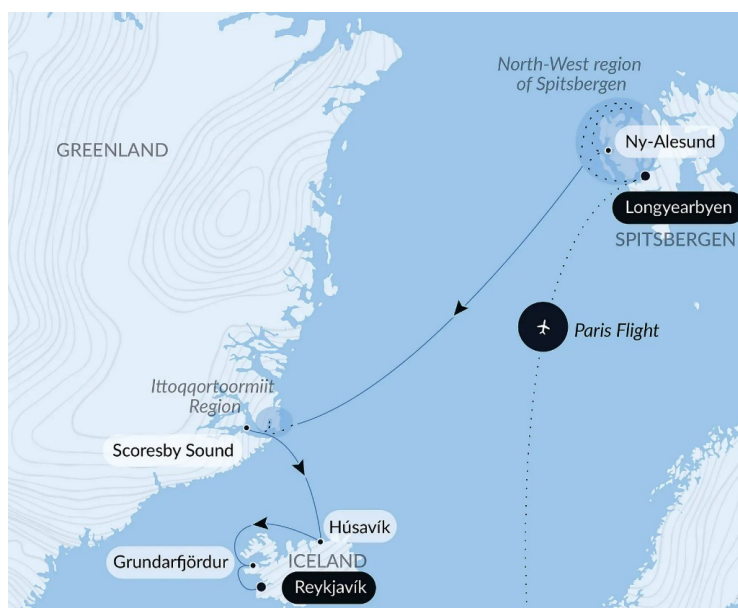 North-West region
of Spitsbergen
GREENLAND
Ny-Alesund
Longyearbyen
SPITSBERGEN
Paris Flight
Ittoqqortoormiit
Region
Scoresby Sound
Húsavík
Grundarfjördur
ICELAND
Reykjavík